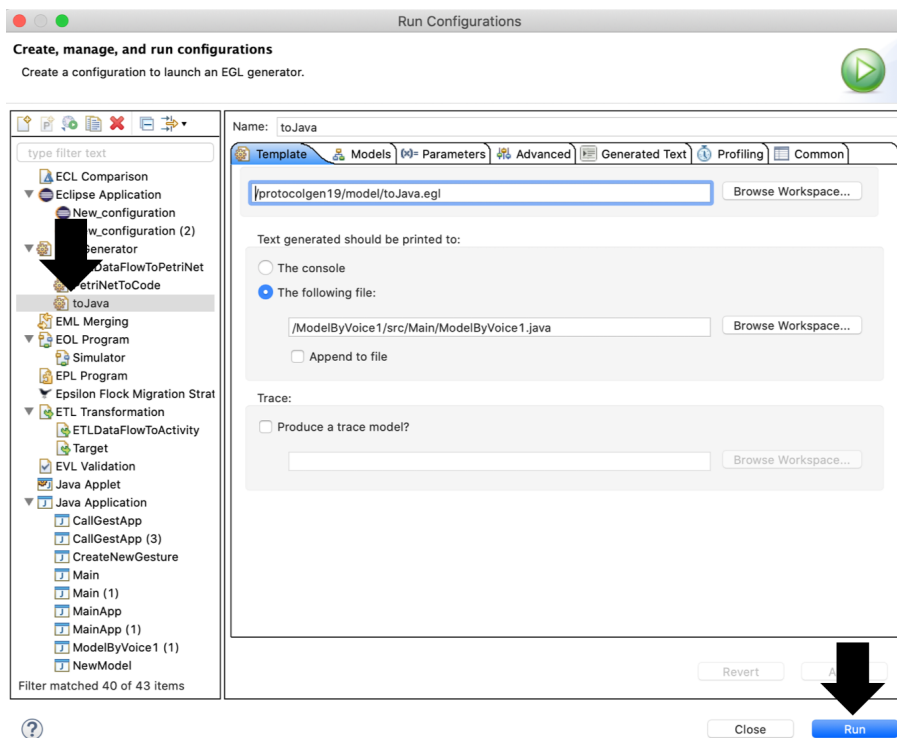 Run Configurations
Create, manage, and run configurations
Create a configuration to launch an EGL generator.
type filter text
ECL Comparison
Eclipse Application
New_configuration
w_configuration (2)
Generator
DataFlowToPetriNet
PetriNetToCode
toJava
EML Merging
EOL Program
Simulator
EPL Program
Epsilon Flock Migration Strat
ETL Transformation
ETLDataFlowToActivity
Target
EVL Validation
Java Applet
Java Application
CallGestApp
CallGestApp (3)
CreateNewGesture
Main
Main (1)
MainApp
MainApp (1)
ModelByVoice1 (1)
NewModel
Filter matched 40 of 43 items
Name: toJava
Template Models (x)= Parameters Advanced Generated Text Profiling Common
/protocolgen19/model/toJava.egl Browse Workspace...
Text generated should be printed to:
The console
The following file:
/ModelByVoice1/src/Main/ModelByVoice1.java Browse Workspace...
Append to file
Trace:
Produce a trace model?
Browse Workspace...
Revert
? Close Run